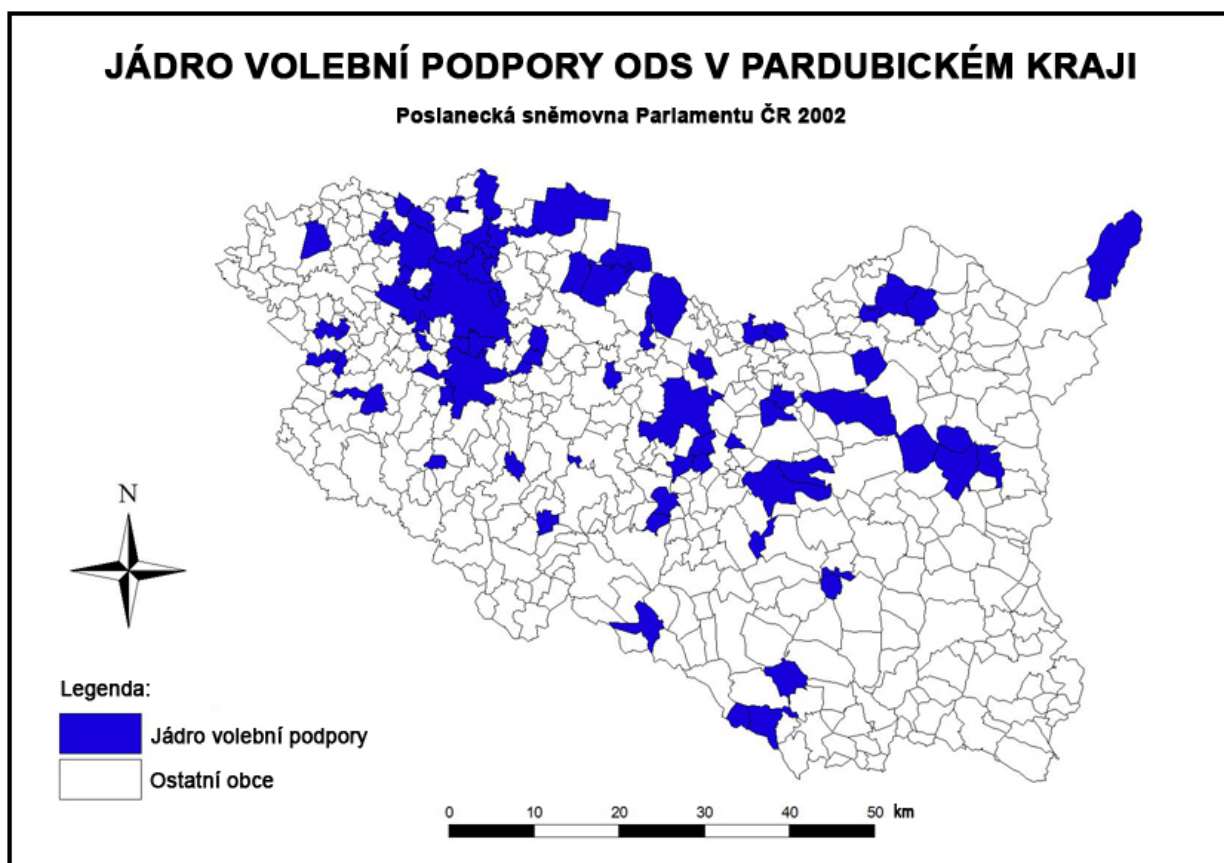 JÁDRO VOLEBNÍ PODPORY ODS V PARDUBICKÉM KRAJI
Poslanecká sněmovna Parlamentu ČR 2002
N
Legenda:
Jádro volební podpory
Ostatní obce
0 10 20 30 40 50 km